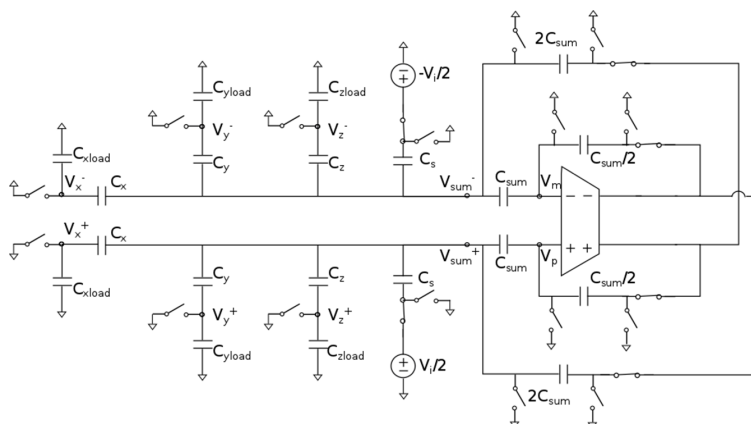 2C_sum
-V_i/2
C_yload
C_zload
V_y^-
V_z^-
C_sum/2
C_xload
C_y
C_z
C_s
V_x^-
C_x
V_sum^-
C_sum
V_m
- -
V_x^+
C_x
V_sum^+
C_sum
V_p
+ +
C_xload
C_y
C_z
C_s
C_sum/2
V_y^+
V_z^+
C_yload
C_zload
V_i/2
2C_sum